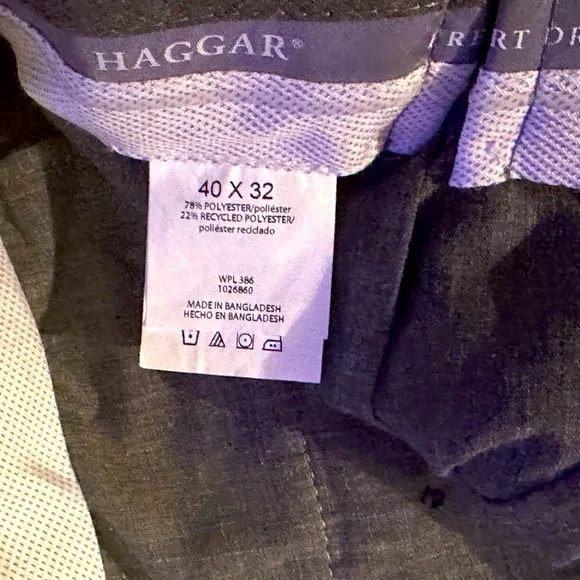 HAGGAR®
40 X 32
78% POLYESTER/poliéster
22% RECYCLED POLYESTER/
poliéster reciclado
WPL 386
1026860
MADE IN BANGLADESH
HECHO EN BANGLADESH